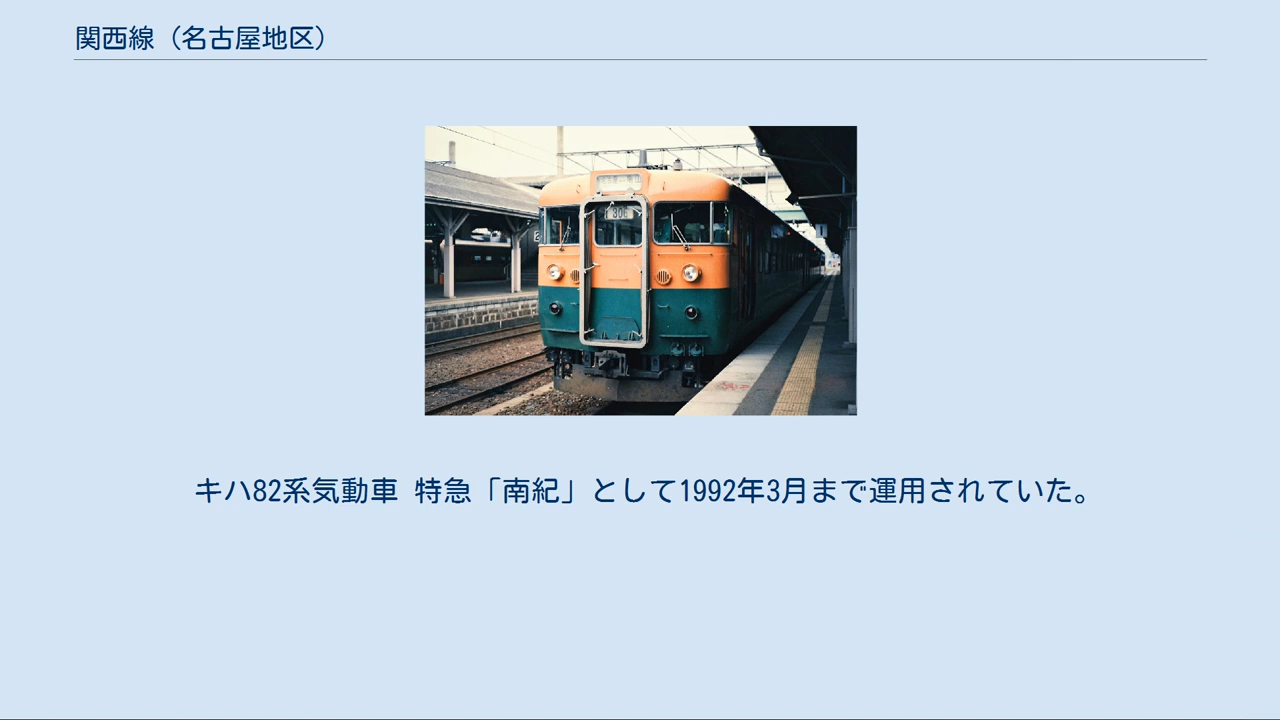 関西線（名古屋地区）
306
キハ82系気動車 特急「南紀」として1992年3月まで運用されていた。